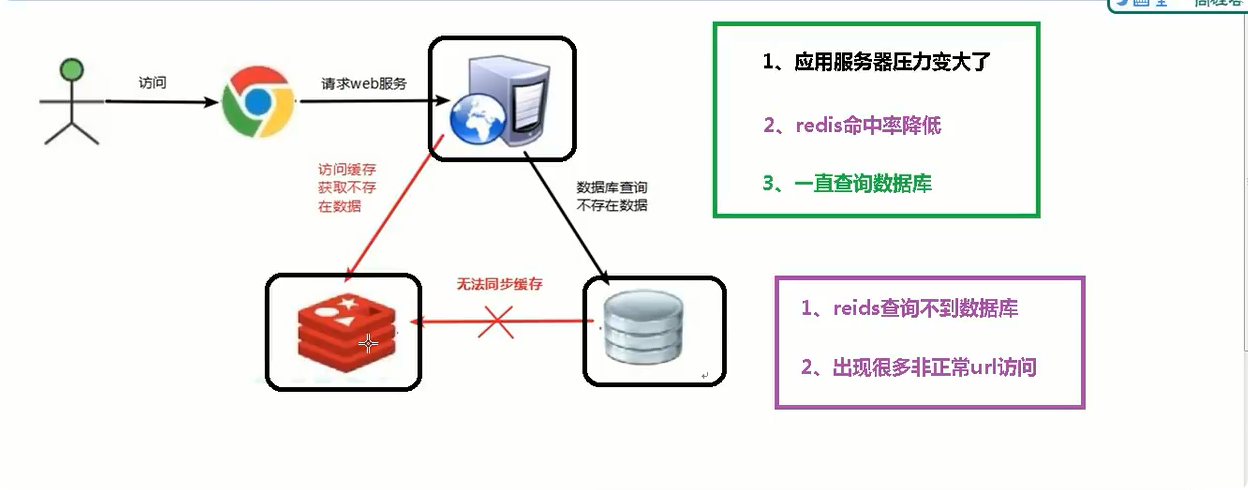 访问
请求web服务
访问缓存
获取不存
在数据
数据库查询
不存在数据
无法同步缓存
1、应用服务器压力变大了
2、redis命中率降低
3、一直查询数据库
1、reids查询不到数据库
2、出现很多非正常url访问